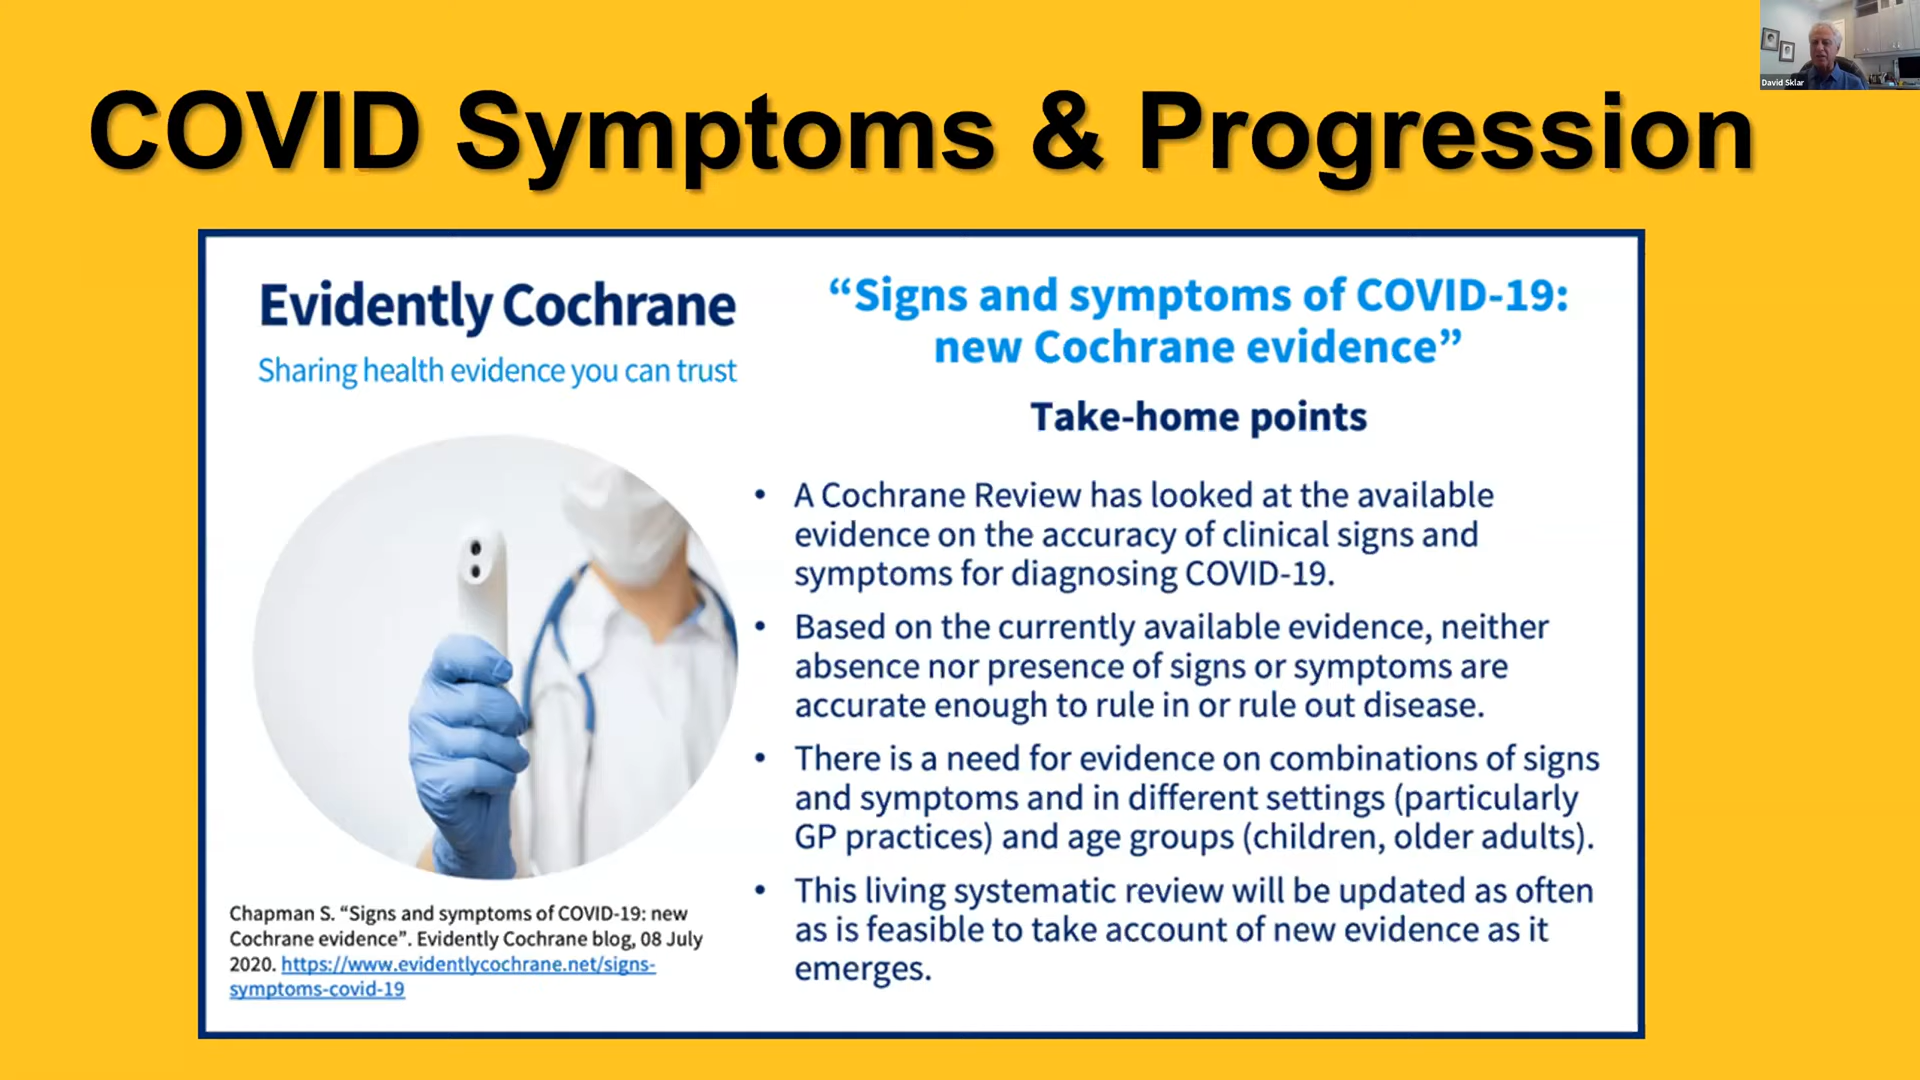 David Sklar
COVID Symptoms & Progression
Evidently Cochrane
Sharing health evidence you can trust
“Signs and symptoms of COVID-19:
new Cochrane evidence”
Take-home points
• A Cochrane Review has looked at the available
evidence on the accuracy of clinical signs and
symptoms for diagnosing COVID-19.
• Based on the currently available evidence, neither
absence nor presence of signs or symptoms are
accurate enough to rule in or rule out disease.
• There is a need for evidence on combinations of signs
and symptoms and in different settings (particularly
GP practices) and age groups (children, older adults).
• This living systematic review will be updated as often
as is feasible to take account of new evidence as it
emerges.
Chapman S. “Signs and symptoms of COVID-19: new
Cochrane evidence”. Evidently Cochrane blog, 08 July
2020. https://www.evidentlycochrane.net/signs-
symptoms-covid-19